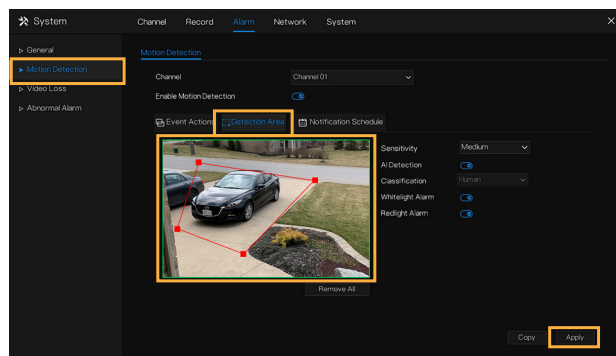 System
Channel Record Alarm Network System
General
Motion Detection
Video Loss
Abnormal Alarm
Motion Detection
Channel Channel 01
Enable Motion Detection
Event Actions Detection Area Notification Schedule
Sensitivity Medium
AI Detection
Classification Human
Whitelight Alarm
Redlight Alarm
Remove All
Copy Apply